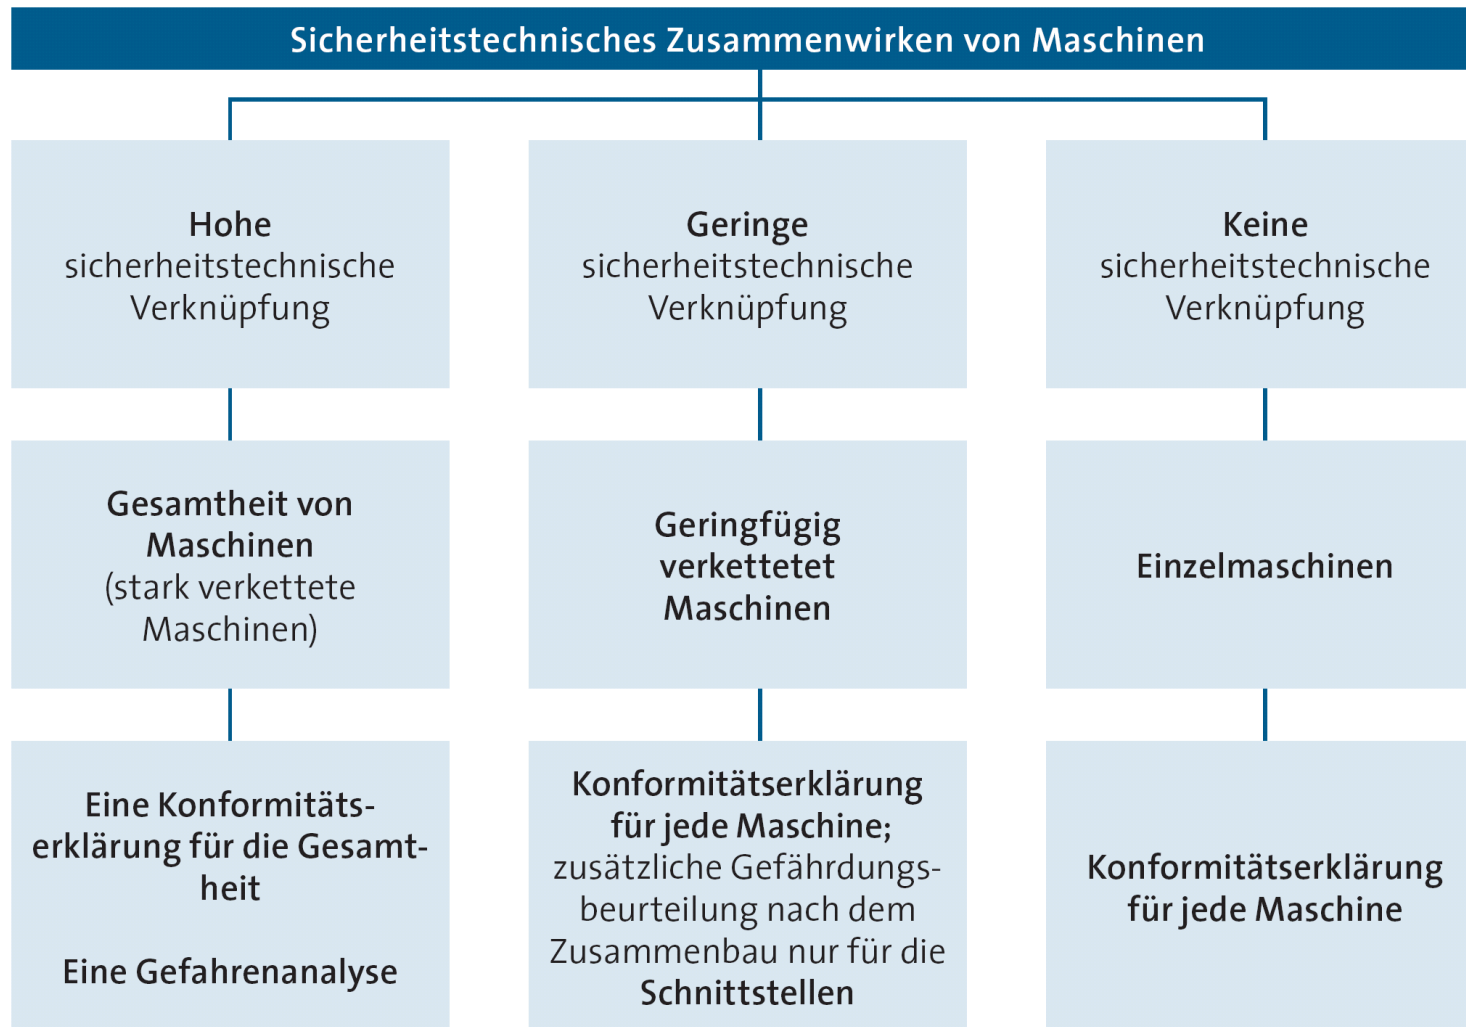 Sicherheitstechnisches Zusammenwirken von Maschinen
Hohe
sicherheitstechnische
Verknüpfung
Geringe
sicherheitstechnische
Verknüpfung
Keine
sicherheitstechnische
Verknüpfung
Gesamtheit von
Maschinen
(stark verkettete
Maschinen)
Geringfügig
verkettetet
Maschinen
Einzelmaschinen
Eine Konformitäts-
erklärung für die Gesamt-
heit
Eine Gefahrenanalyse
Konformitätserklärung
für jede Maschine;
zusätzliche Gefährdungs-
beurteilung nach dem
Zusammenbau nur für die
Schnittstellen
Konformitätserklärung
für jede Maschine